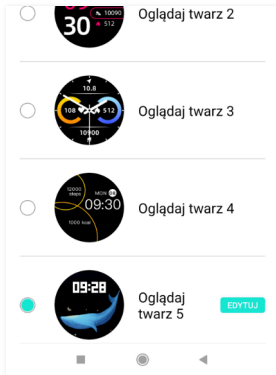 10090
30
512
Oglądaj twarz 2
10.8
108
512
10900
Oglądaj twarz 3
12000
steps
MON 08
09:30
1000 kcal
Oglądaj twarz 4
09:28
Oglądaj
twarz 5
EDYTUJ